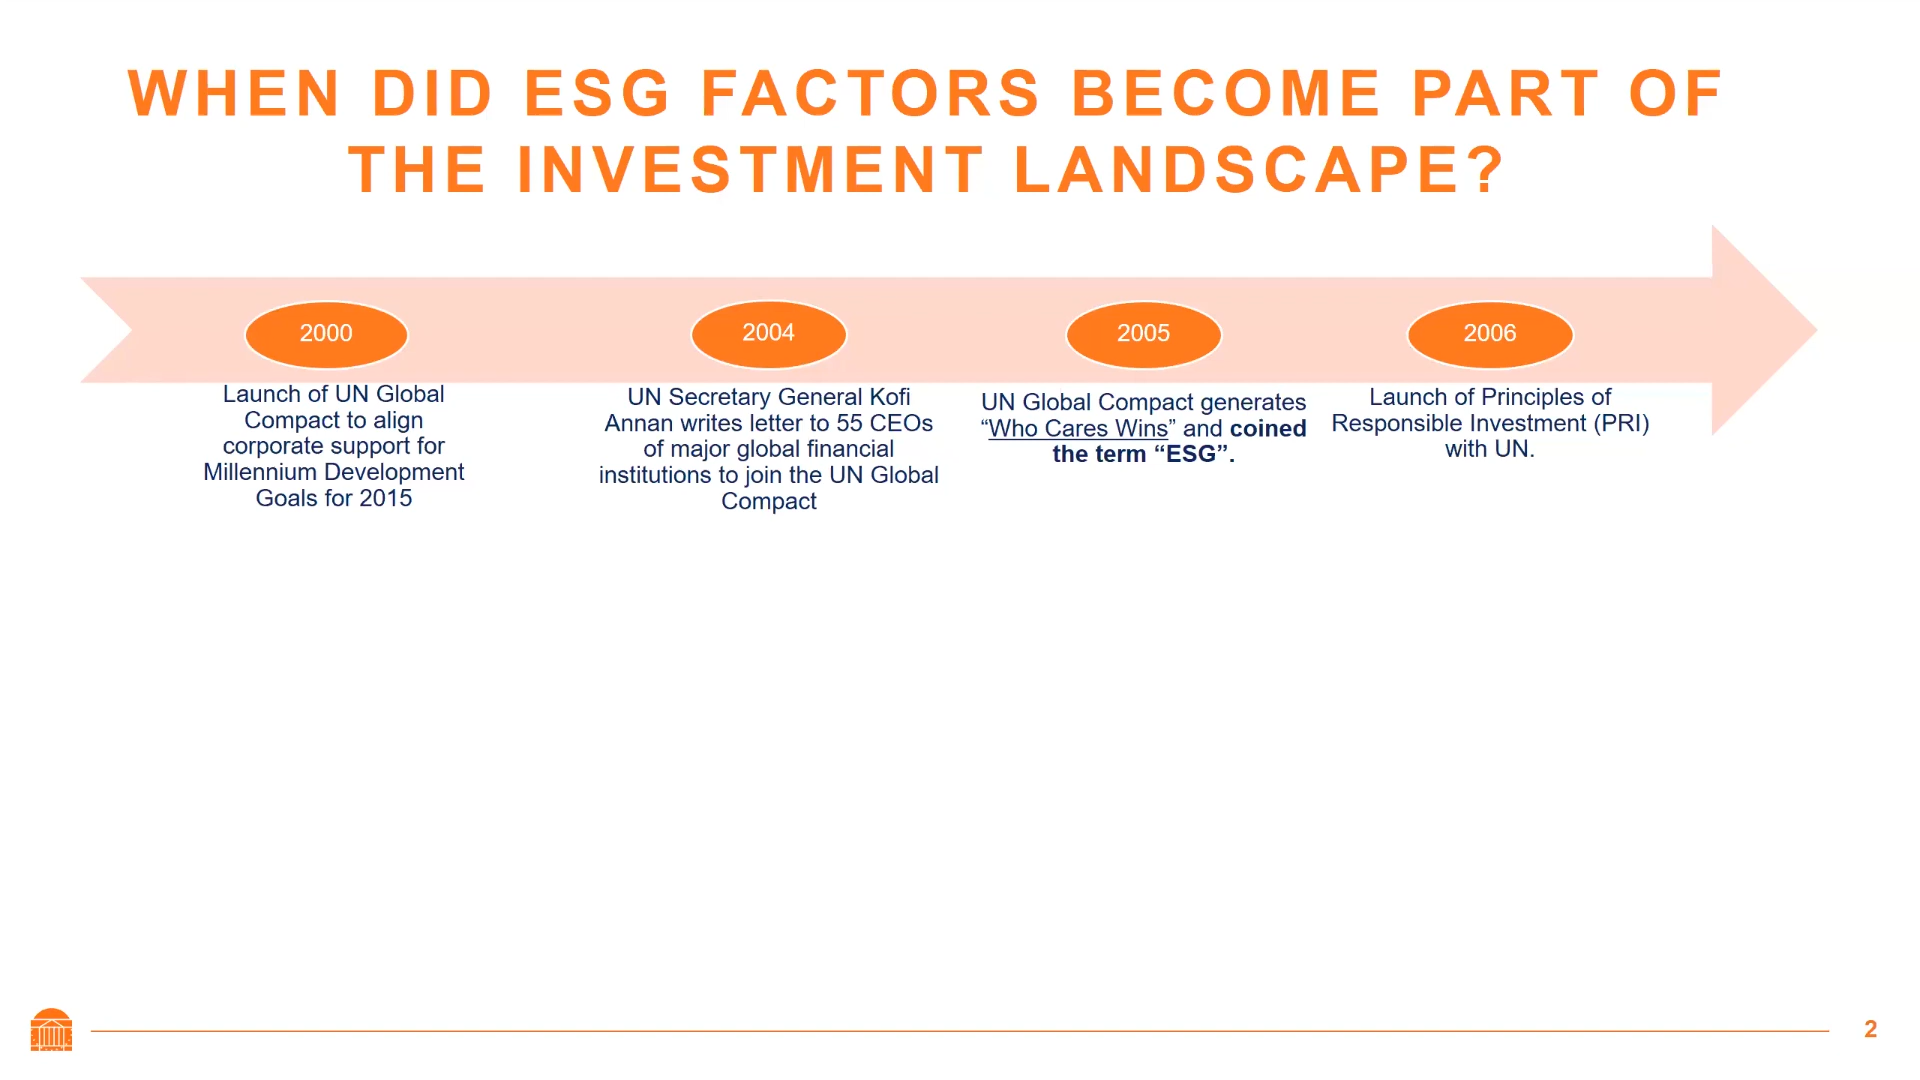 WHEN DID ESG FACTORS BECOME PART OF
THE INVESTMENT LANDSCAPE?
2000
Launch of UN Global
Compact to align
corporate support for
Millennium Development
Goals for 2015
2004
UN Secretary General Kofi
Annan writes letter to 55 CEOs
of major global financial
institutions to join the UN Global
Compact
2005
UN Global Compact generates
“Who Cares Wins” and coined
the term “ESG”.
2006
Launch of Principles of
Responsible Investment (PRI)
with UN.
2